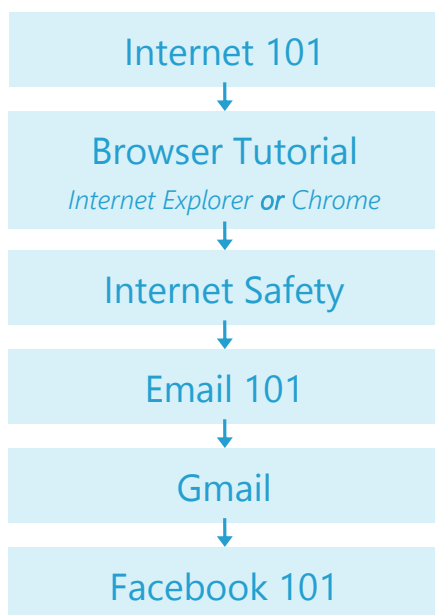 Internet 101
Browser Tutorial
Internet Explorer or Chrome
Internet Safety
Email 101
Gmail
Facebook 101